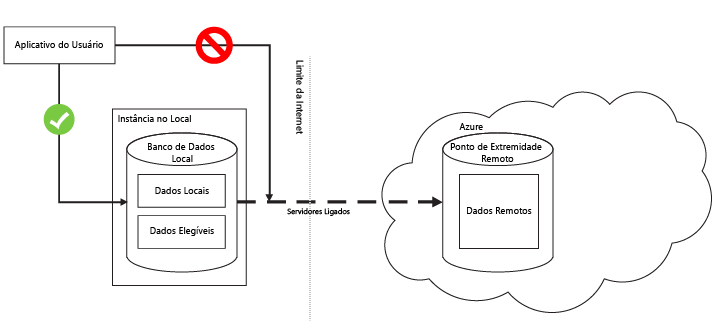 Aplicativo do Usuário
Limite da Internet
Instância no Local
Banco de Dados
Local
Dados Locais
Dados Elegíveis
Servidores Ligados
Azure
Ponto de Extremidade
Remoto
Dados Remotos